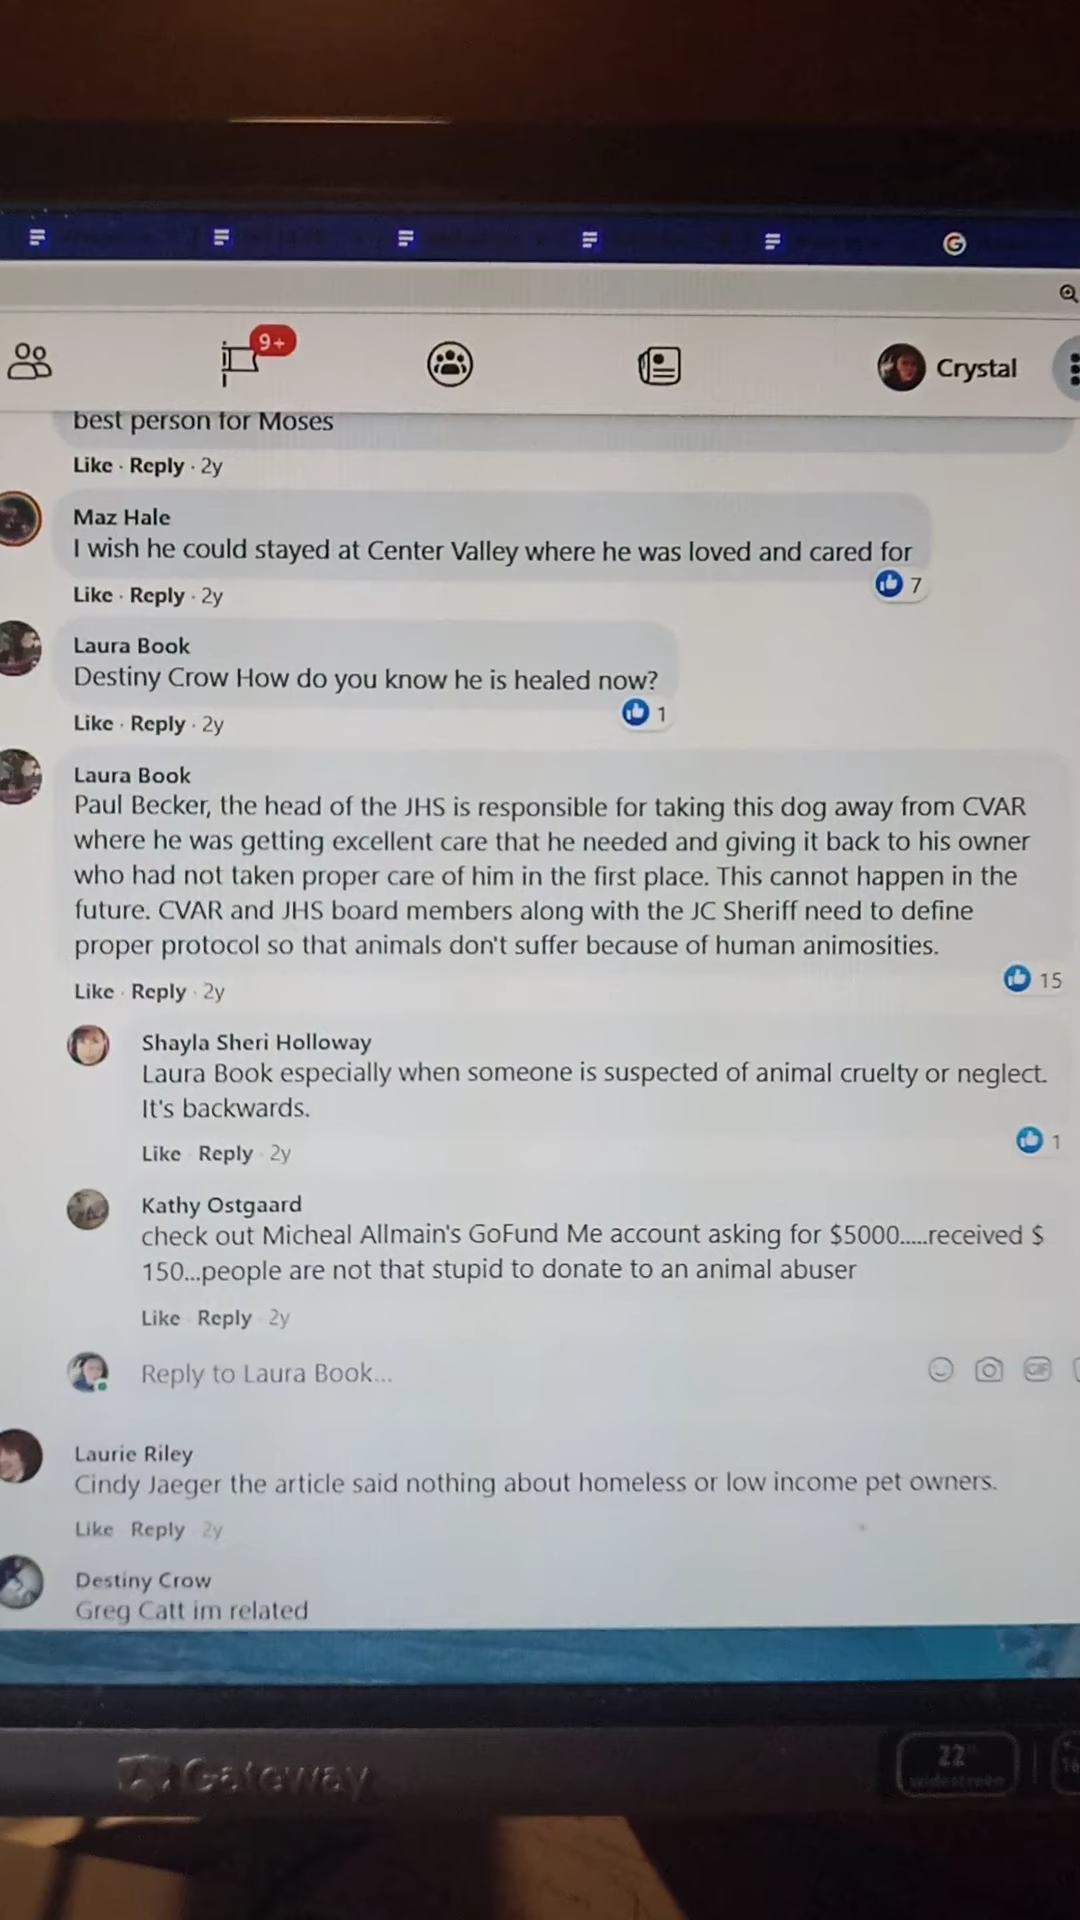 9+
Crystal
best person for Moses
Like · Reply · 2y
Maz Hale
I wish he could stayed at Center Valley where he was loved and cared for
7
Like · Reply · 2y
Laura Book
Destiny Crow How do you know he is healed now?
1
Like · Reply · 2y
Laura Book
Paul Becker, the head of the JHS is responsible for taking this dog away from CVAR
where he was getting excellent care that he needed and giving it back to his owner
who had not taken proper care of him in the first place. This cannot happen in the
future. CVAR and JHS board members along with the JC Sheriff need to define
proper protocol so that animals don't suffer because of human animosities.
15
Like · Reply · 2y
Shayla Sheri Holloway
Laura Book especially when someone is suspected of animal cruelty or neglect.
It's backwards.
1
Like Reply · 2y
Kathy Ostgaard
check out Micheal Allmain's GoFund Me account asking for $5000.....received $
150...people are not that stupid to donate to an animal abuser
Like Reply 2y
Reply to Laura Book...
GIF
Laurie Riley
Cindy Jaeger the article said nothing about homeless or low income pet owners.
Like Reply 2y
Destiny Crow
Greg Catt im related
Gateway
22"
widescreen